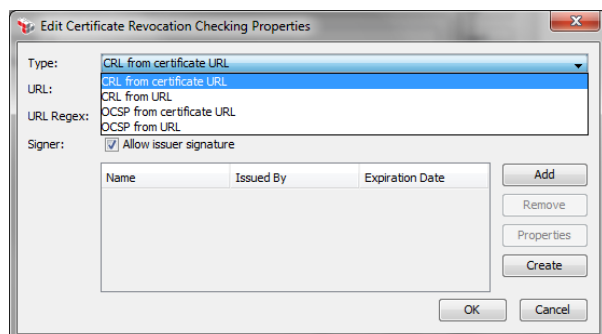 Edit Certificate Revocation Checking Properties
Type: CRL from certificate URL
CRL from certificate URL
URL:
CRL from URL
URL Regex: OCSP from certificate URL
OCSP from URL
Signer: Allow issuer signature
Name Issued By Expiration Date Add
Remove
Properties
Create
OK Cancel